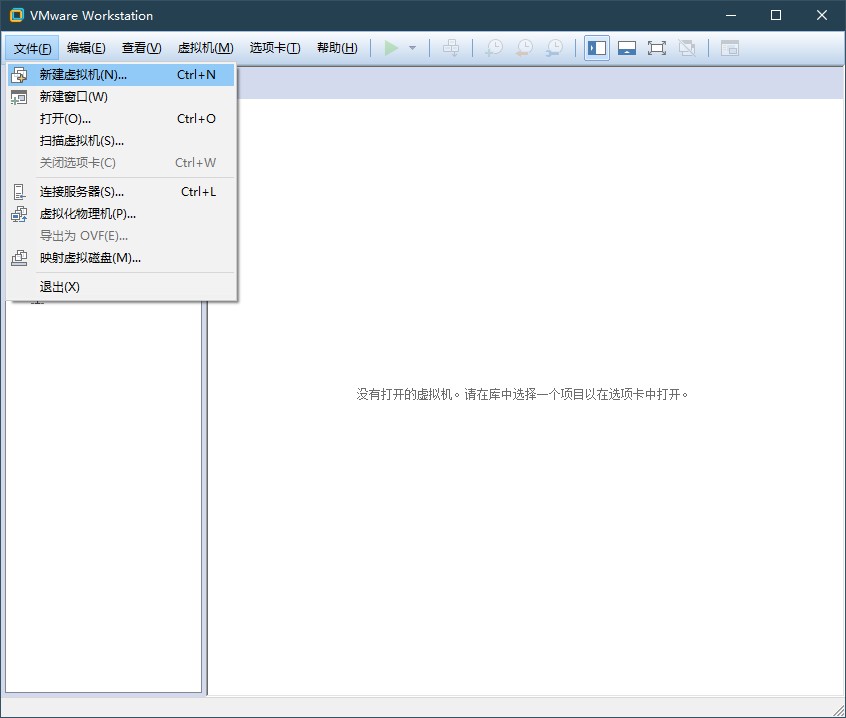 VMware Workstation
文件(F) 编辑(E) 查看(V) 虚拟机(M) 选项卡(T) 帮助(H)
新建虚拟机(N)... Ctrl+N
新建窗口(W)
打开(O)... Ctrl+O
扫描虚拟机(S)...
关闭选项卡(C) Ctrl+W
连接服务器(S)... Ctrl+L
虚拟化物理机(P)...
导出为 OVF(E)...
映射虚拟磁盘(M)...
退出(X)
没有打开的虚拟机。请在库中选择一个项目以在选项卡中打开。